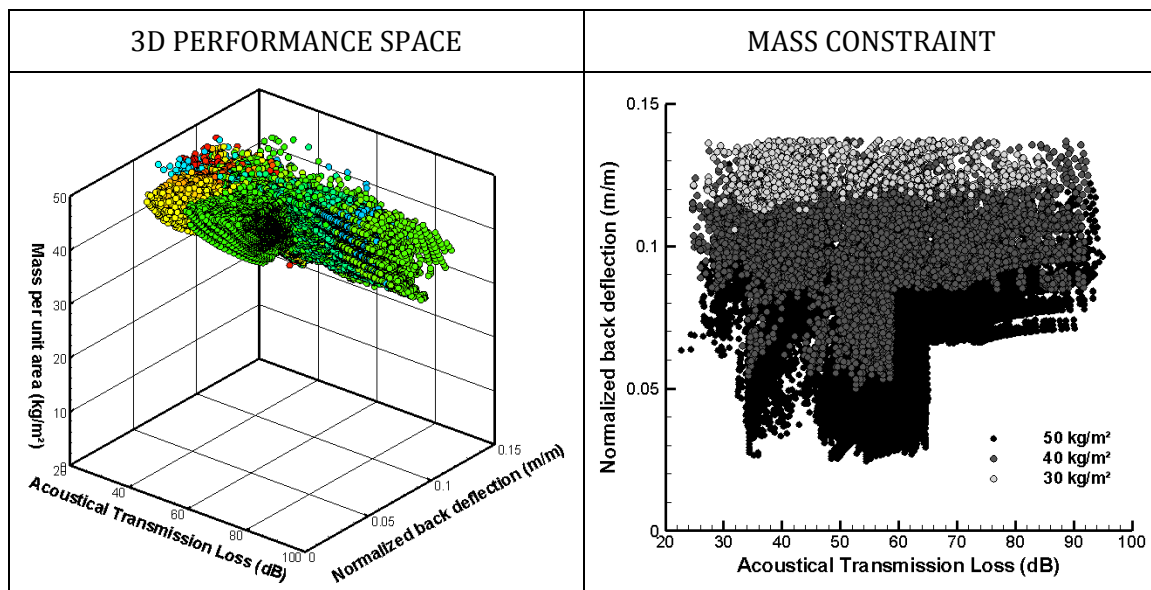 3D PERFORMANCE SPACE
MASS CONSTRAINT
50
40
30
20
10
0
Mass per unit area (kg/m²)
20
40
60
80
100
Acoustical Transmission Loss (dB)
0
0.05
0.1
0.15
Normalized back deflection (m/m)
0.15
0.1
0.05
0
Normalized back deflection (m/m)
50 kg/m²
40 kg/m²
30 kg/m²
20 30 40 50 60 70 80 90 100
Acoustical Transmission Loss (dB)